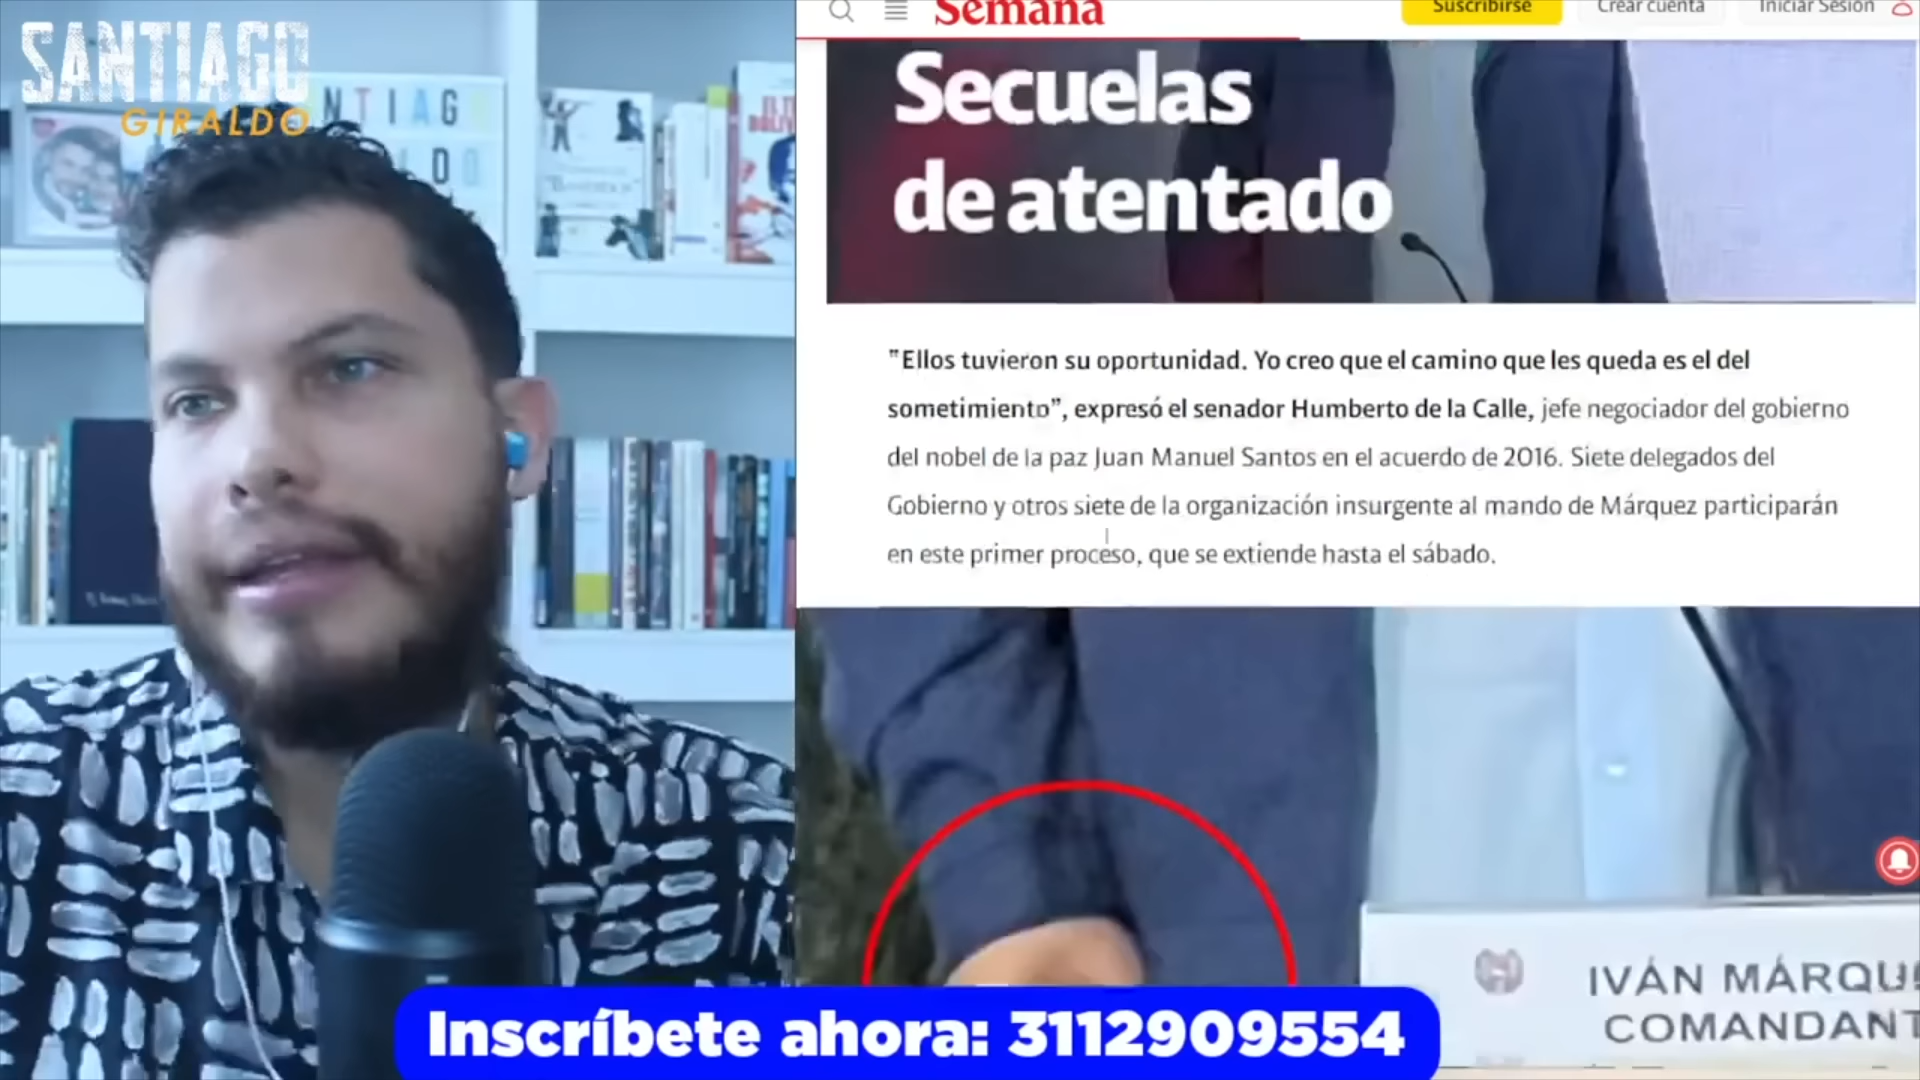 SANTIAGO
GIRALDO
NTIAG
LDO
Semana
Suscribirse
Crear cuenta
Iniciar Sesión
Secuelas
de atentado
"Ellos tuvieron su oportunidad. Yo creo que el camino que les queda es el del
sometimiento”, expresó el senador Humberto de la Calle, jefe negociador del gobierno
del nobel de la paz Juan Manuel Santos en el acuerdo de 2016. Siete delegados del
Gobierno y otros siete de la organización insurgente al mando de Márquez participarán
en este primer proceso, que se extiende hasta el sábado.
IVÁN MÁRQU
COMANDANT
Inscríbete ahora: 3112909554